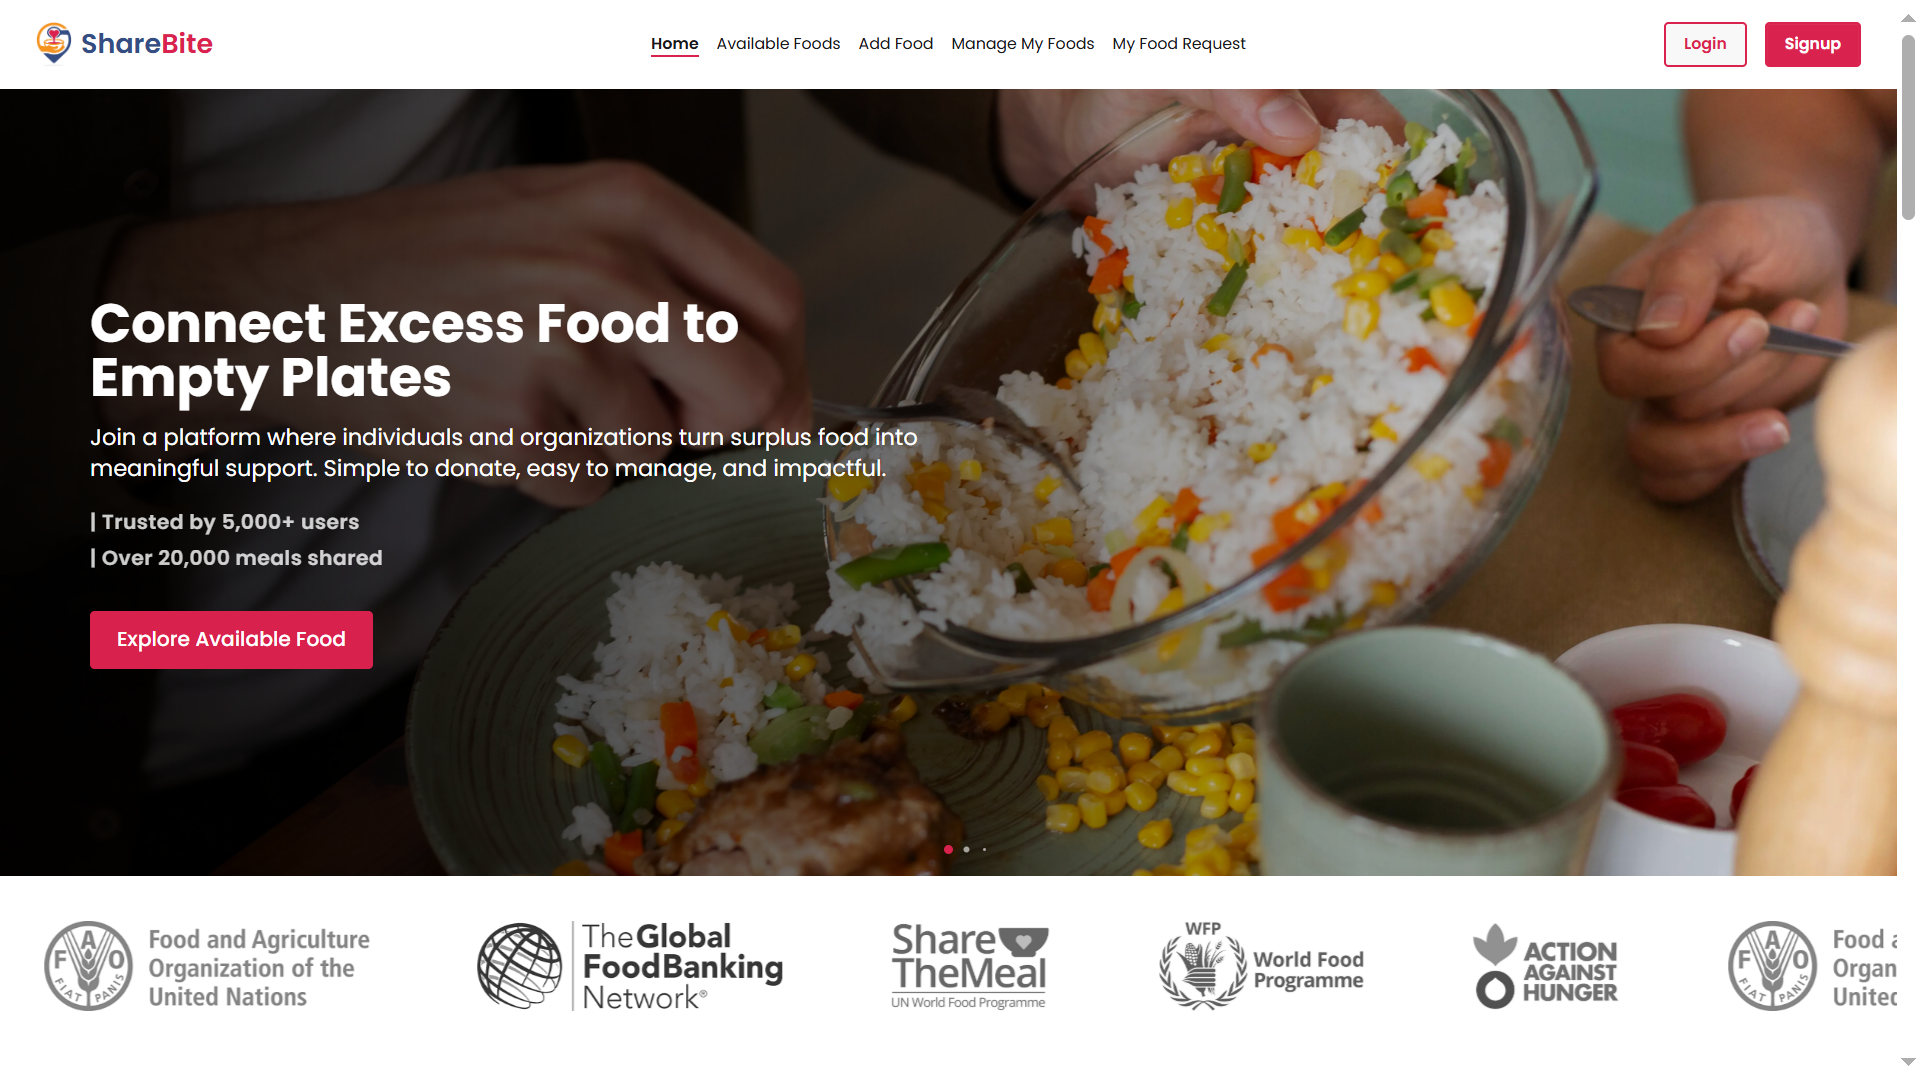 ShareBite
Home
Available Foods
Add Food
Manage My Foods
My Food Request
Login
Signup
Connect Excess Food to
Empty Plates
Join a platform where individuals and organizations turn surplus food into
meaningful support. Simple to donate, easy to manage, and impactful.
| Trusted by 5,000+ users
| Over 20,000 meals shared
Explore Available Food
F A O
FIAT PANIS
Food and Agriculture
Organization of the
United Nations
The Global
FoodBanking
Network®
Share
TheMeal
UN World Food Programme
WFP
World Food
Programme
ACTION
AGAINST
HUNGER
F A O
FIAT PANIS
Food a
Organ
United